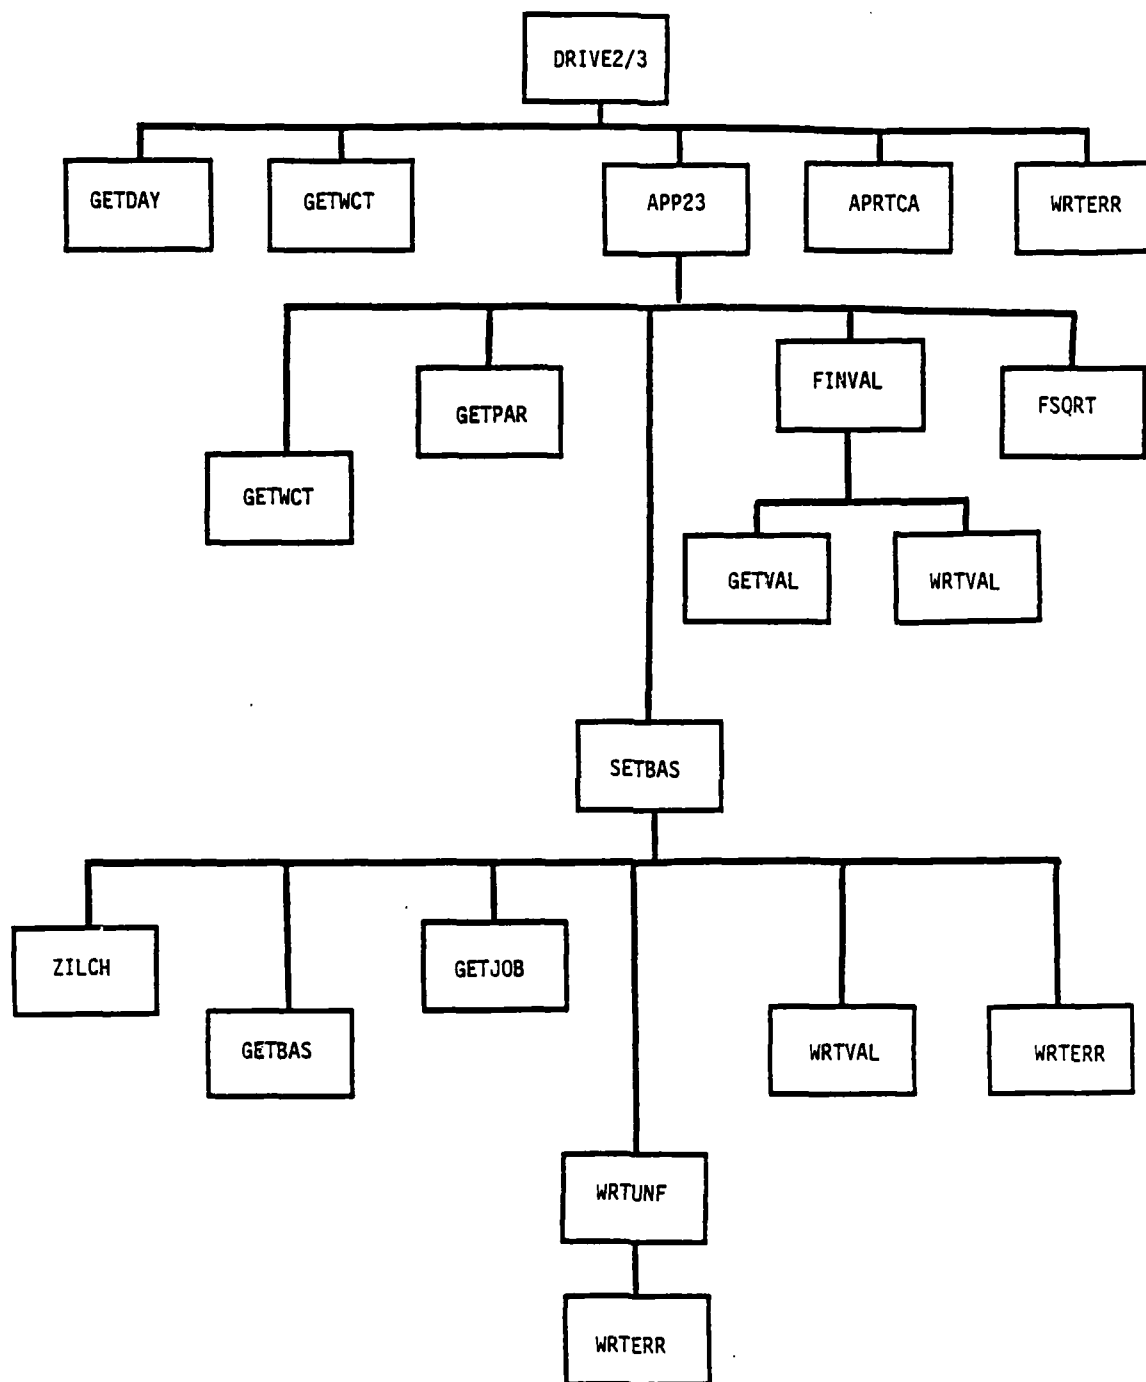 DRIVE2/3
GETDAY
GETWCT
APP23
APRTCA
WRTERR
GETWCT
GETPAR
FINVAL
FSQRT
GETVAL
WRTVAL
SETBAS
ZILCH
GETBAS
GETJOB
WRTVAL
WRTERR
WRTUNF
WRTERR